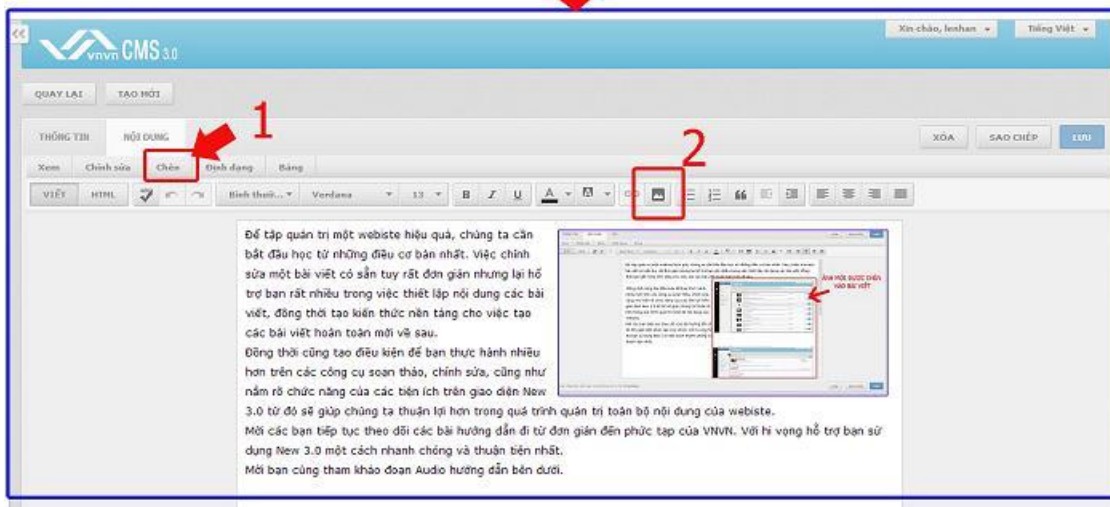 vnvn CMS 3.0
Xin chào, lenhan
Tiếng Việt
QUAY LẠI TẠO MỚI
1
THÔNG TIN NỘI DUNG
2
XÓA SAO CHÉP LƯU
Xem Chỉnh sửa Chèn Định dạng Bảng
VIẾT HTML Bình thườ... Verdana 13 B I U A A
Để tập quản trị một webiste hiệu quả, chúng ta cần
bắt đầu học từ những điều cơ bản nhất. Việc chỉnh
sửa một bài viết có sẵn tuy rất đơn giản nhưng lại hỗ
trợ bạn rất nhiều trong việc thiết lập nội dung các bài
viết, đồng thời tạo kiến thức nền tảng cho việc tạo
các bài viết hoàn toàn mới về sau.
Đồng thời cũng tạo điều kiện để bạn thực hành nhiều
hơn trên các công cụ soạn thảo, chỉnh sửa, cũng như
nắm rõ chức năng của các tiện ích trên giao diện New
3.0 từ đó sẽ giúp chúng ta thuận lợi hơn trong quá trình quản trị toàn bộ nội dung của webiste.
Mời các bạn tiếp tục theo dõi các bài hướng dẫn đi từ đơn giản đến phức tạp của VNVN. Với hi vọng hỗ trợ bạn sử
dụng New 3.0 một cách nhanh chóng và thuận tiện nhất.
Mời bạn cùng tham khảo đoạn Audio hướng dẫn bên dưới.
ẢNH MỚI ĐƯỢC CHÈN
VÀO BÀI VIẾT